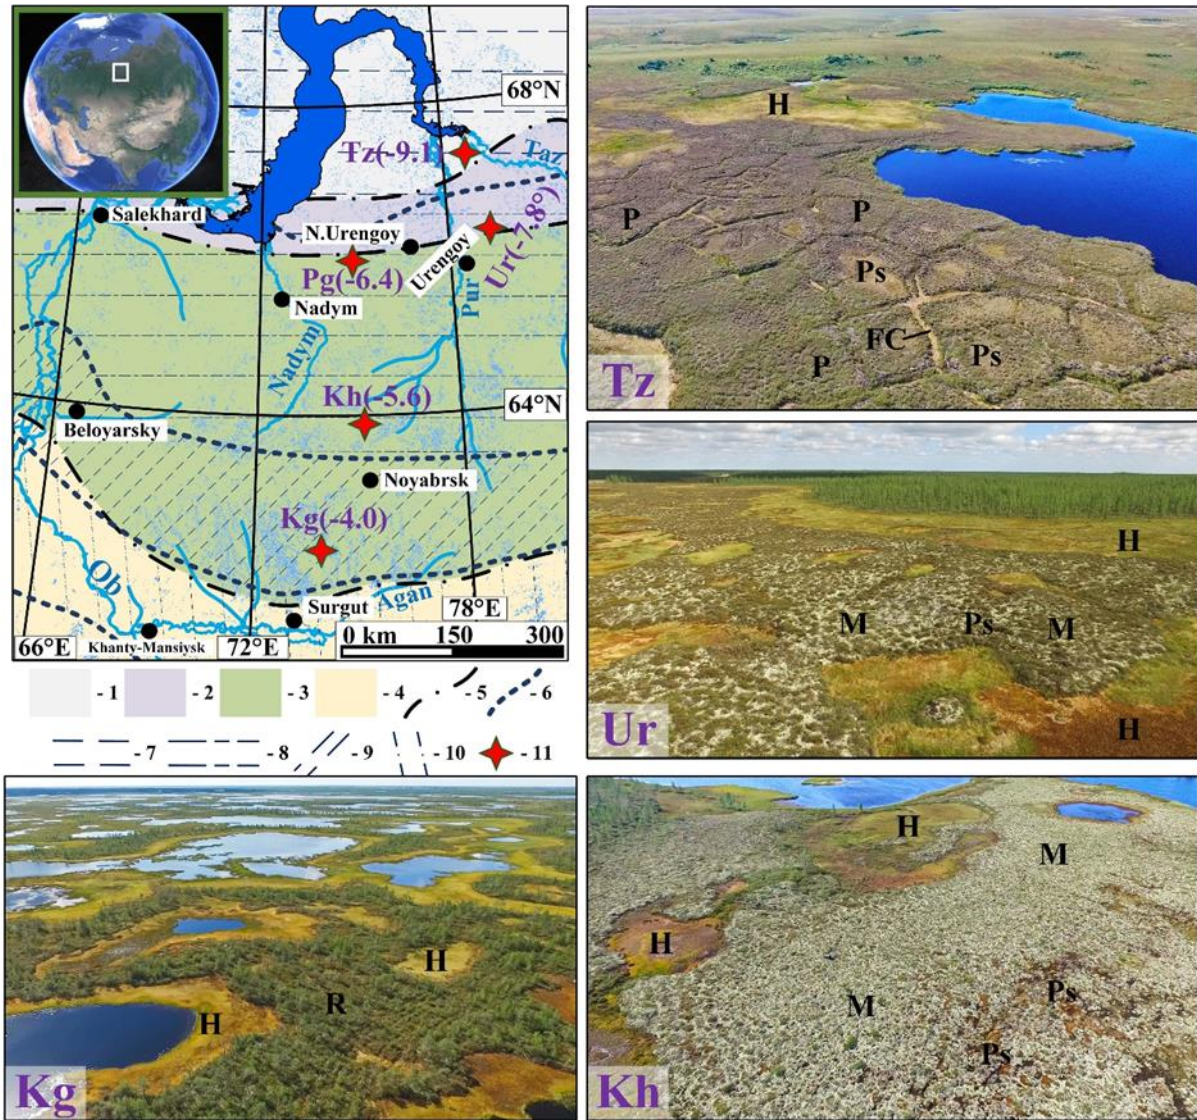 68°N
Tz(-9.1)
Taz
Salekhard
N.Urengoy
Urengoy
Ur(-7.8°)
Pg(-6.4)
Pur
Nadym
Nadym
Kh(-5.6)
64°N
Beloyarsky
Noyabrsk
Kg(-4.0)
Ob
Agan
Surgut
78°E
66°E
Khanty-Mansiysk
72°E
0 km 150 300
- 1 - 2 - 3 - 4 - 5 - 6
- 7 - 8 - 9 - 10 - 11
H
P
P
Ps
FC
P
Ps
Tz
H
M
Ps
M
H
Ur
H
R
H
Kg
H
M
H
M
Ps
Ps
Kh